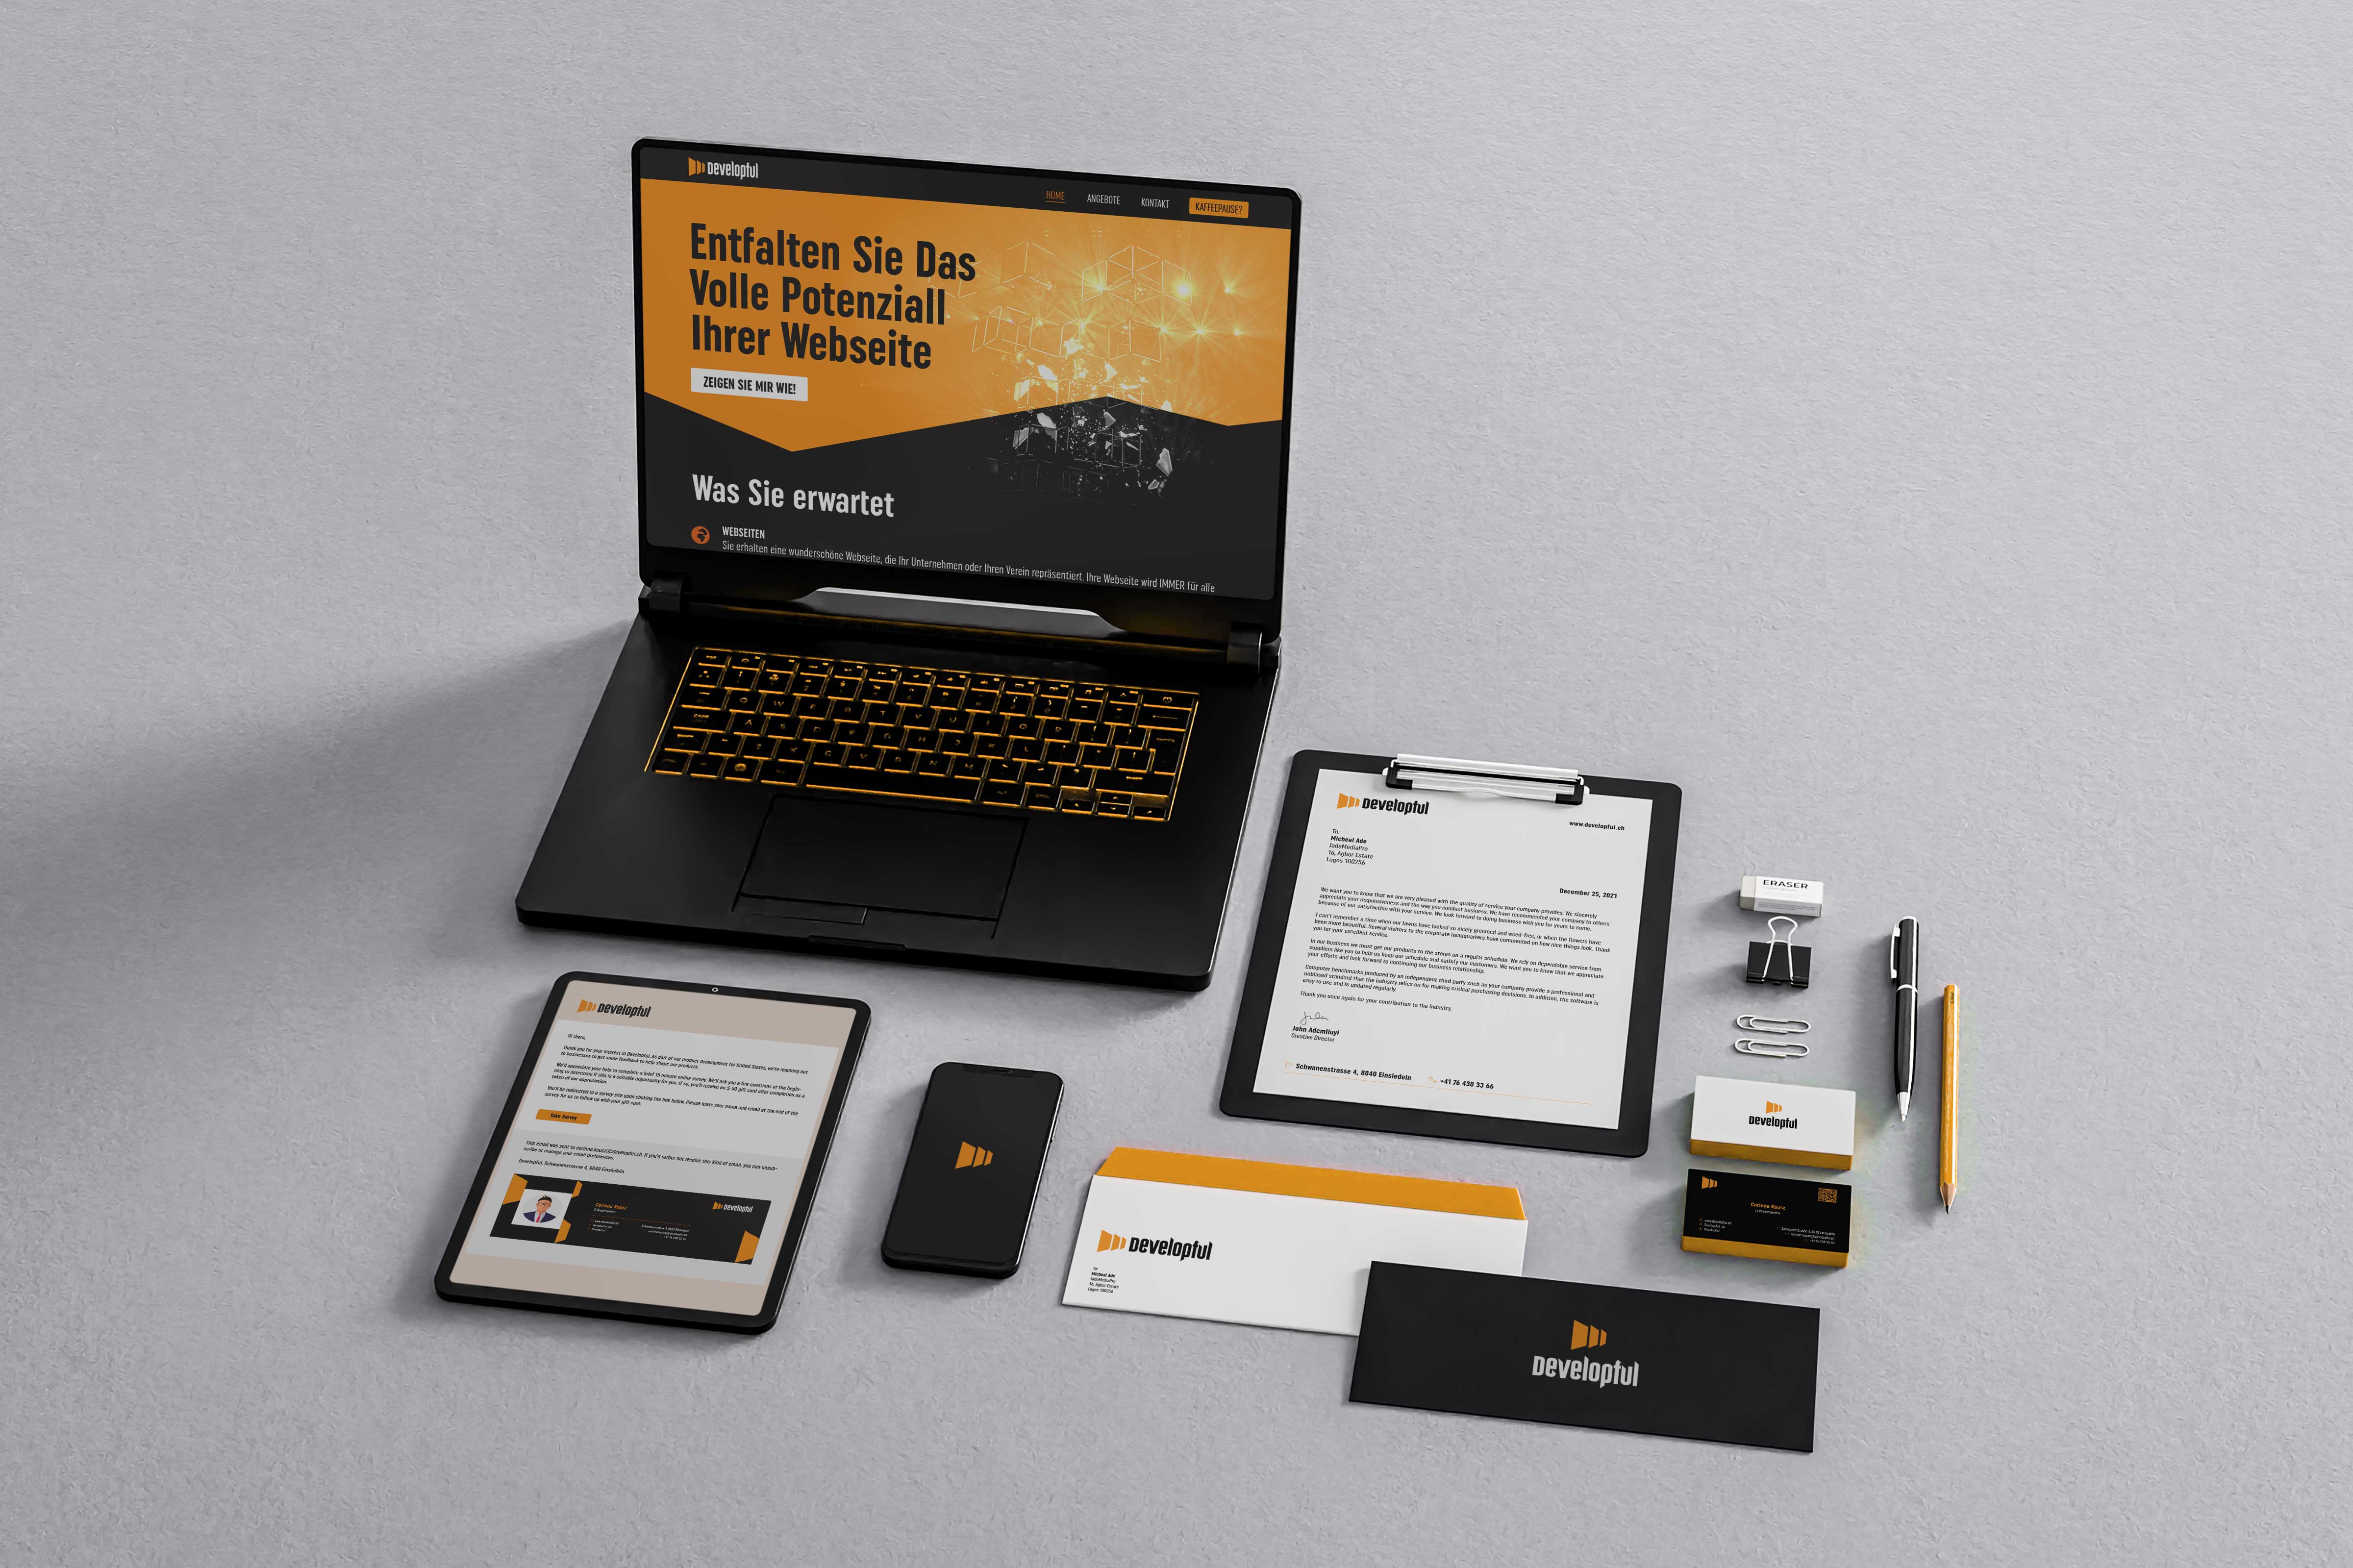 Developful
HOME
ANGEBOTE
KONTAKT
KAFFEEPAUSE?
Entfalten Sie Das
Volle Potenziall
Ihrer Webseite
ZEIGEN SIE MIR WIE!
Was Sie erwartet
WEBSEITEN
Sie erhalten eine wunderschöne Webseite, die Ihr Unternehmen oder Ihren Verein repräsentiert. Ihre Webseite wird IMMER für alle
Developful
www.developful.ch
To:
Micheal Ade
JadeMediaPro
16, Agbor Estate
Lagos 100256
December 25, 2021
We want you to know that we are very pleased with the quality of service your company provides. We sincerely
appreciate your responsiveness and the way you conduct business. We have recommended your company to others
because of our satisfaction with your service. We look forward to doing business with you for years to come.
I can't remember a time when our lawns have looked so nicely groomed and weed-free, or when the flowers have
been more beautiful. Several visitors to the corporate headquarters have commented on how nice things look. Thank
you for your excellent service.
In our business we must get our products to the stores on a regular schedule. We rely on dependable service from
suppliers like you to help us keep our schedule and satisfy our customers. We want you to know that we appreciate
your efforts and look forward to continuing our business relationship.
Computer benchmarks produced by an independent third party such as your company provide a professional and
unbiased standard that the industry relies on for making critical purchasing decisions. In addition, the software is
easy to use and is updated regularly.
Thank you once again for your contribution to the industry.
John Ademiluyi
Creative Director
Schwanenstrasse 4, 8840 Einsiedeln
+41 76 438 33 66
ERASER
Developful
Hi there,
Thank you for your interest in Developful. As part of our product development for United States, we're reaching out
to businesses to get some feedback to help shape our products.
We'd appreciate your help to complete a brief 15 minute online survey. We'll ask you a few questions at the begin-
ning to determine if this is a suitable opportunity for you. If so, you'll receive an $ 50 gift card after completion as a
token of our appreciation.
You'll be redirected to a survey site upon clicking the link below. Please leave your name and email at the end of the
survey for us to follow up with your gift card.
Take Survey
This email was sent to corinne.kousz@developful.ch. If you'd rather not receive this kind of email, you can unsub-
scribe or manage your email preferences.
Developful, Schwanenstrasse 4, 8840 Einsiedeln
Corinne Kousz
Developful
Developful
To:
Micheal Ade
JadeMediaPro
16, Agbor Estate
Lagos 100256
Developful
Developful
Corinne Kousz